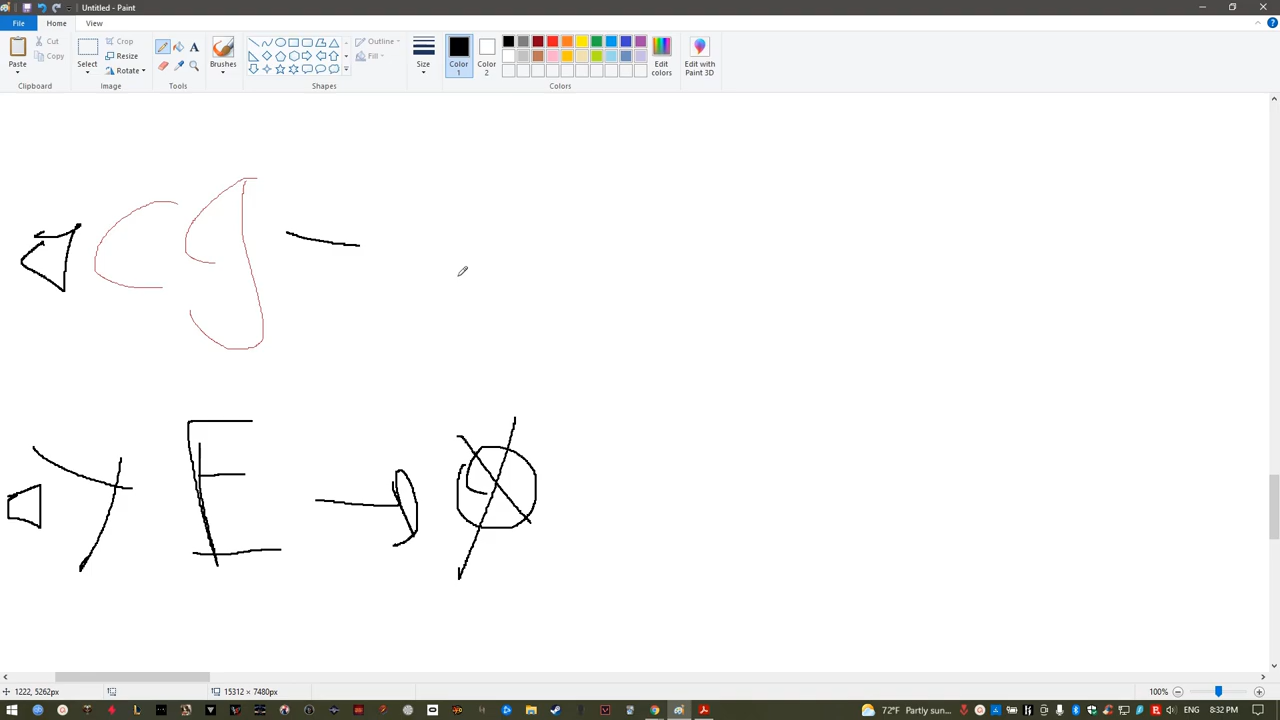 Untitled - Paint
File Home View
Paste Cut Copy Clipboard
Select Crop Resize Rotate Image
Tools
Brushes
Outline Fill Shapes
Size
Color 1 Color 2 Edit colors Colors
Edit with Paint 3D
cg
E
1222, 5262px 15312 × 7480px 100%
72°F Partly sun... ENG 8:32 PM